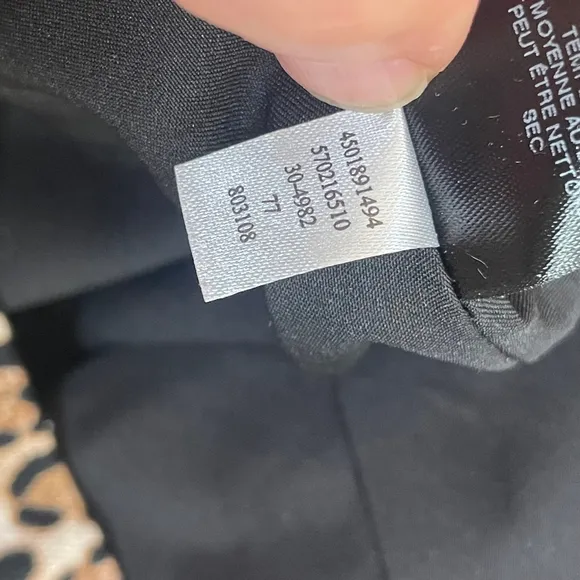 4501891494
570216510
30-4982
77
803108
MOYENNE
PEUT ÊTRE
SEC